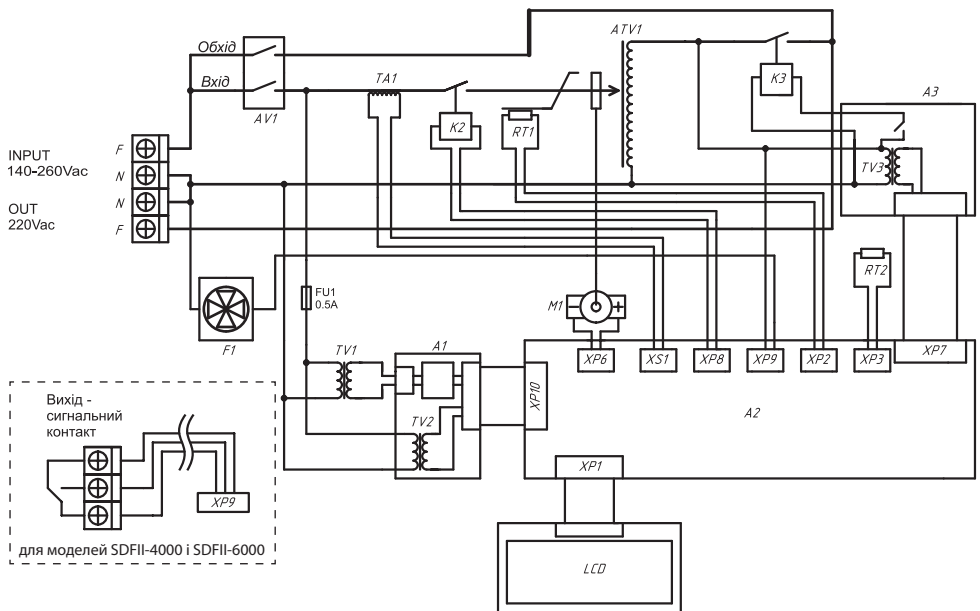 Обхід
Вхід
AV1
TA1
K2
RT1
ATV1
K3
A3
TV3
INPUT
140-260Vac
F
N
OUT
220Vac
N
F
RT2
FU1
0.5A
M1
- +
F1
TV1
A1
XP6
XS1
XP8
XP9
XP2
XP3
XP7
XP10
A2
TV2
XP1
LCD
Вихід -
сигнальний
контакт
XP9
для моделей SDFII-4000 і SDFII-6000